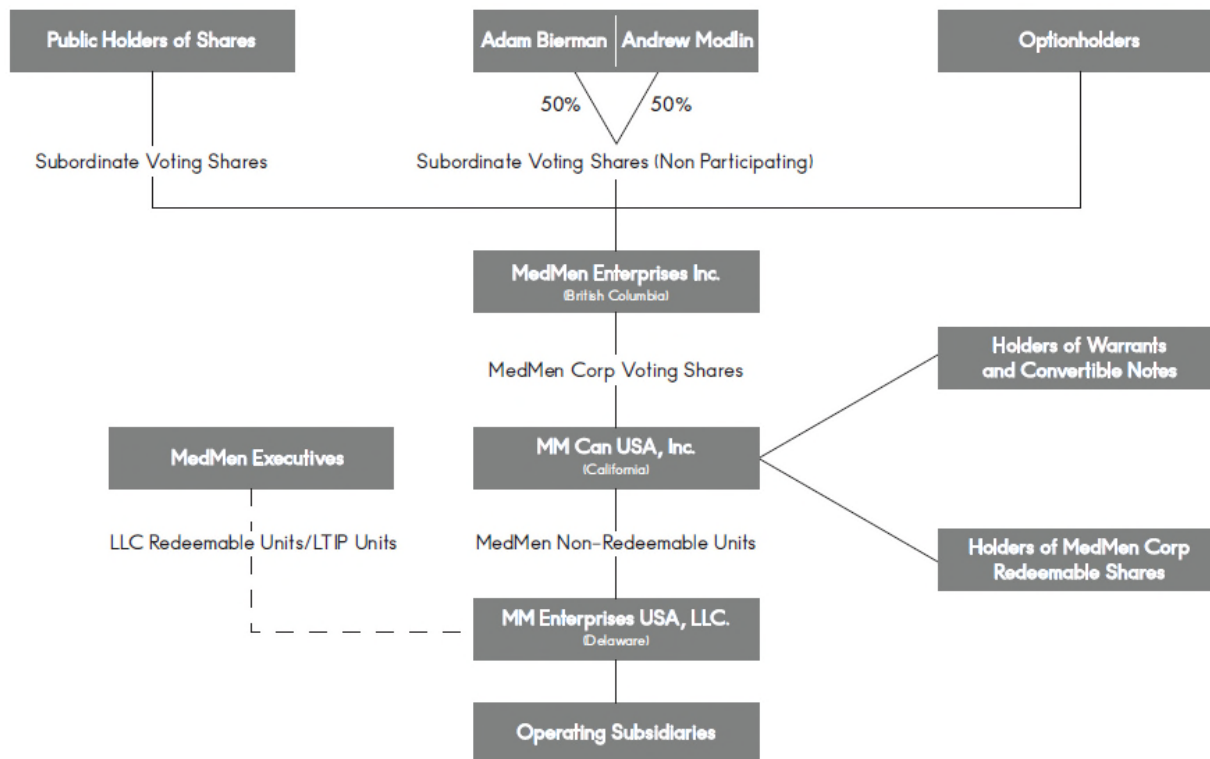 Public Holders of Shares
Adam Bierman | Andrew Modlin
Optionholders
50%
50%
Subordinate Voting Shares
Subordinate Voting Shares (Non Participating)
MedMen Enterprises Inc.
(British Columbia)
MedMen Corp Voting Shares
Holders of Warrants
and Convertible Notes
MM Can USA, Inc.
(California)
MedMen Executives
LLC Redeemable Units/LTIP Units
MedMen Non-Redeemable Units
Holders of MedMen Corp
Redeemable Shares
MM Enterprises USA, LLC.
(Delaware)
Operating Subsidiaries